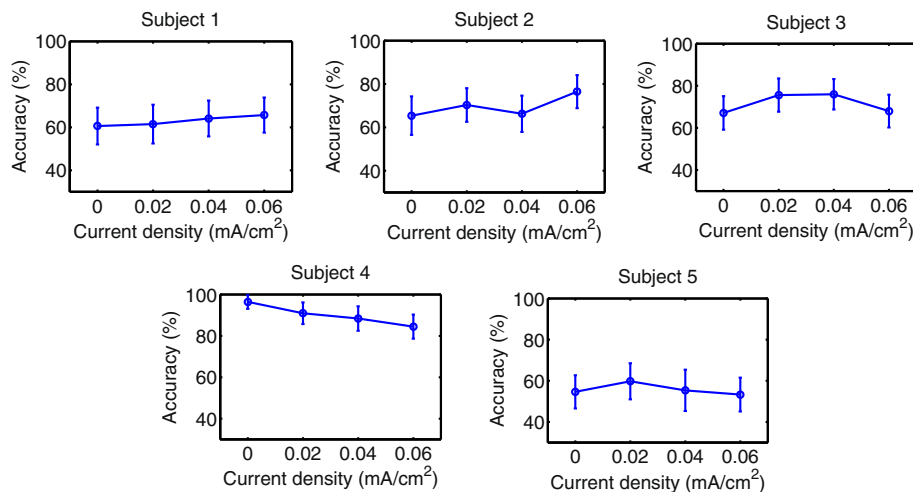 Subject 1
Accuracy (%)
100
80
60
40
0 0.02 0.04 0.06
Current density (mA/cm²)
Subject 2
Accuracy (%)
100
80
60
40
0 0.02 0.04 0.06
Current density (mA/cm²)
Subject 3
Accuracy (%)
100
80
60
40
0 0.02 0.04 0.06
Current density (mA/cm²)
Subject 4
Accuracy (%)
100
80
60
40
0 0.02 0.04 0.06
Current density (mA/cm²)
Subject 5
Accuracy (%)
100
80
60
40
0 0.02 0.04 0.06
Current density (mA/cm²)